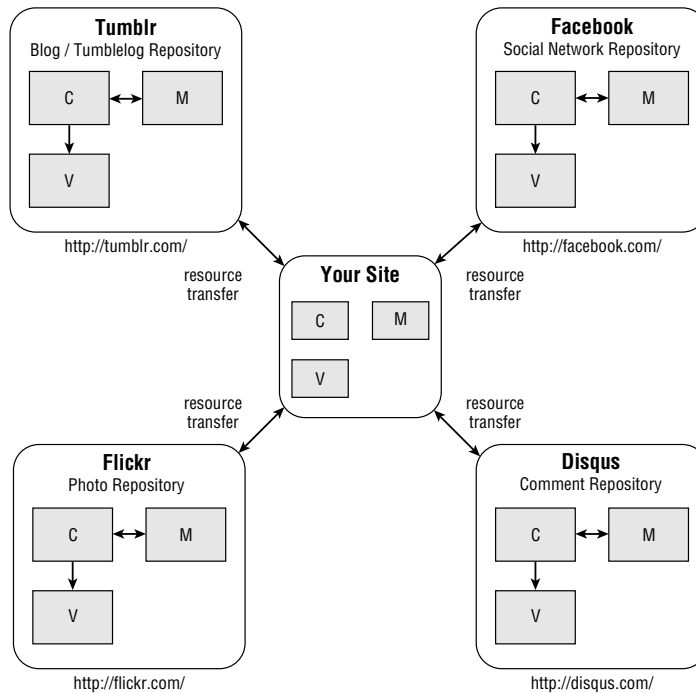 Tumblr
Blog / Tumblelog Repository
C
M
V
http://tumblr.com/
Facebook
Social Network Repository
C
M
V
http://facebook.com/
resource
transfer
Your Site
C
M
V
resource
transfer
resource
transfer
resource
transfer
Flickr
Photo Repository
C
M
V
http://flickr.com/
Disqus
Comment Repository
C
M
V
http://disqus.com/